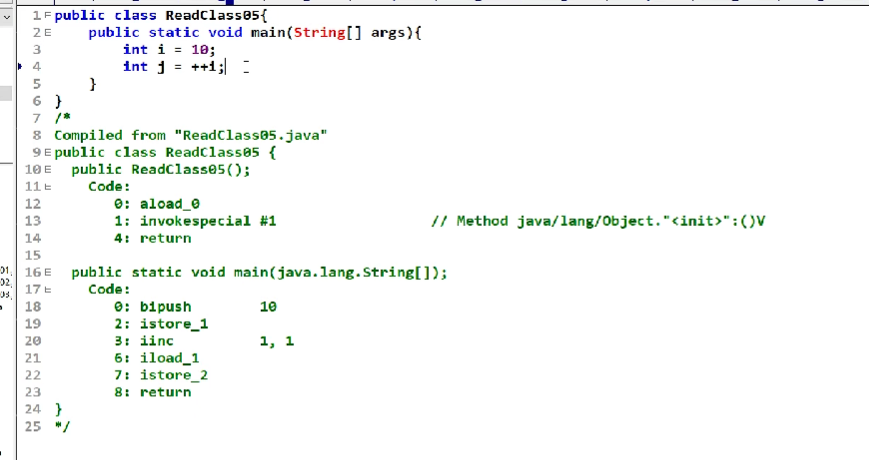 1 public class ReadClass05{
2     public static void main(String[] args){
3         int i = 10;
4         int j = ++i;
5     }
6 }
7 /*
8 Compiled from "ReadClass05.java"
9 public class ReadClass05 {
10   public ReadClass05();
11     Code:
12        0: aload_0
13        1: invokespecial #1                  // Method java/lang/Object."<init>":()V
14        4: return
15
16   public static void main(java.lang.String[]);
17     Code:
18        0: bipush        10
19        2: istore_1
20        3: iinc          1, 1
21        6: iload_1
22        7: istore_2
23        8: return
24 }
25 */
01,
02,
03,